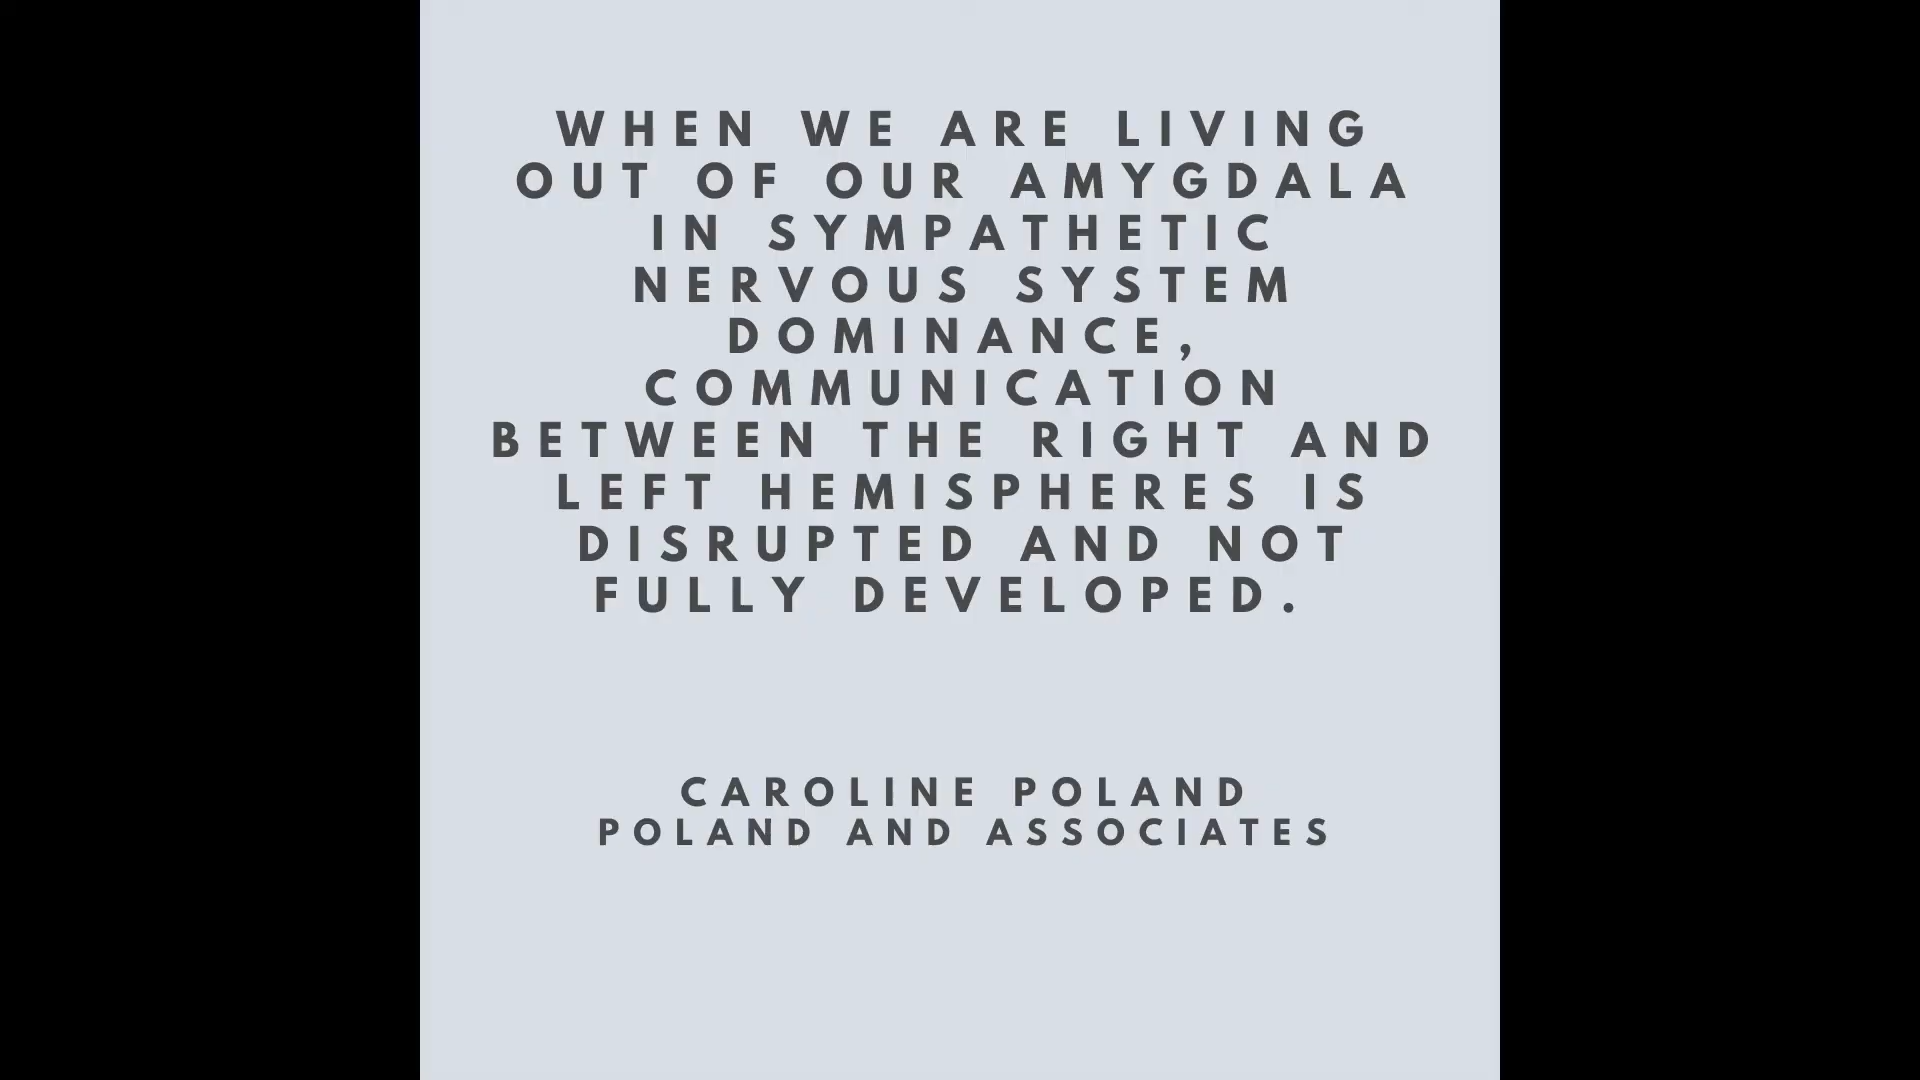 WHEN WE ARE LIVING
OUT OF OUR AMYGDALA
IN SYMPATHETIC
NERVOUS SYSTEM
DOMINANCE,
COMMUNICATION
BETWEEN THE RIGHT AND
LEFT HEMISPHERES IS
DISRUPTED AND NOT
FULLY DEVELOPED.
CAROLINE POLAND
POLAND AND ASSOCIATES